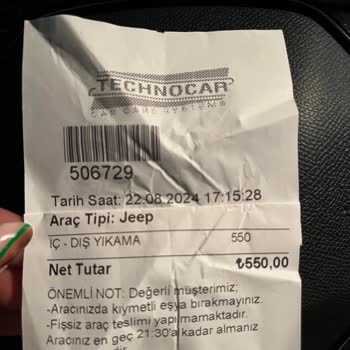 TECHNOCAR
CAR CARE SYSTEMS
506729
Tarih Saat: 22.08.2024 17:15:28
Araç Tipi: Jeep
İÇ - DIŞ YIKAMA 550
Net Tutar ₺550,00
ÖNEMLİ NOT: Değerli müşterimiz;
-Aracınızda kıymetli eşya bırakmayınız.
-Fişsiz araç teslimi yapılmamaktadır.
Aracınızı en geç 21:30'a kadar almanız